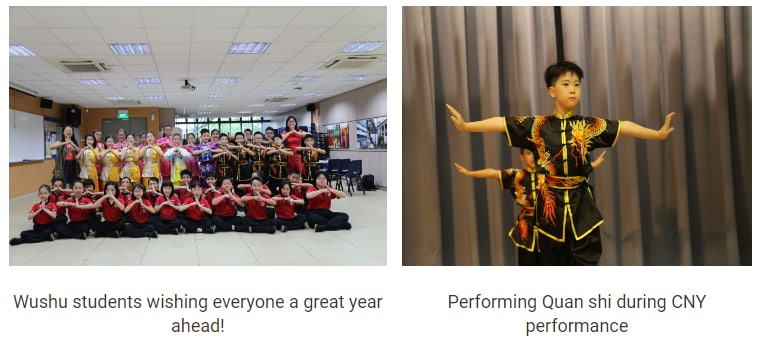 Wushu students wishing everyone a great year
ahead!
Performing Quan shi during CNY
performance